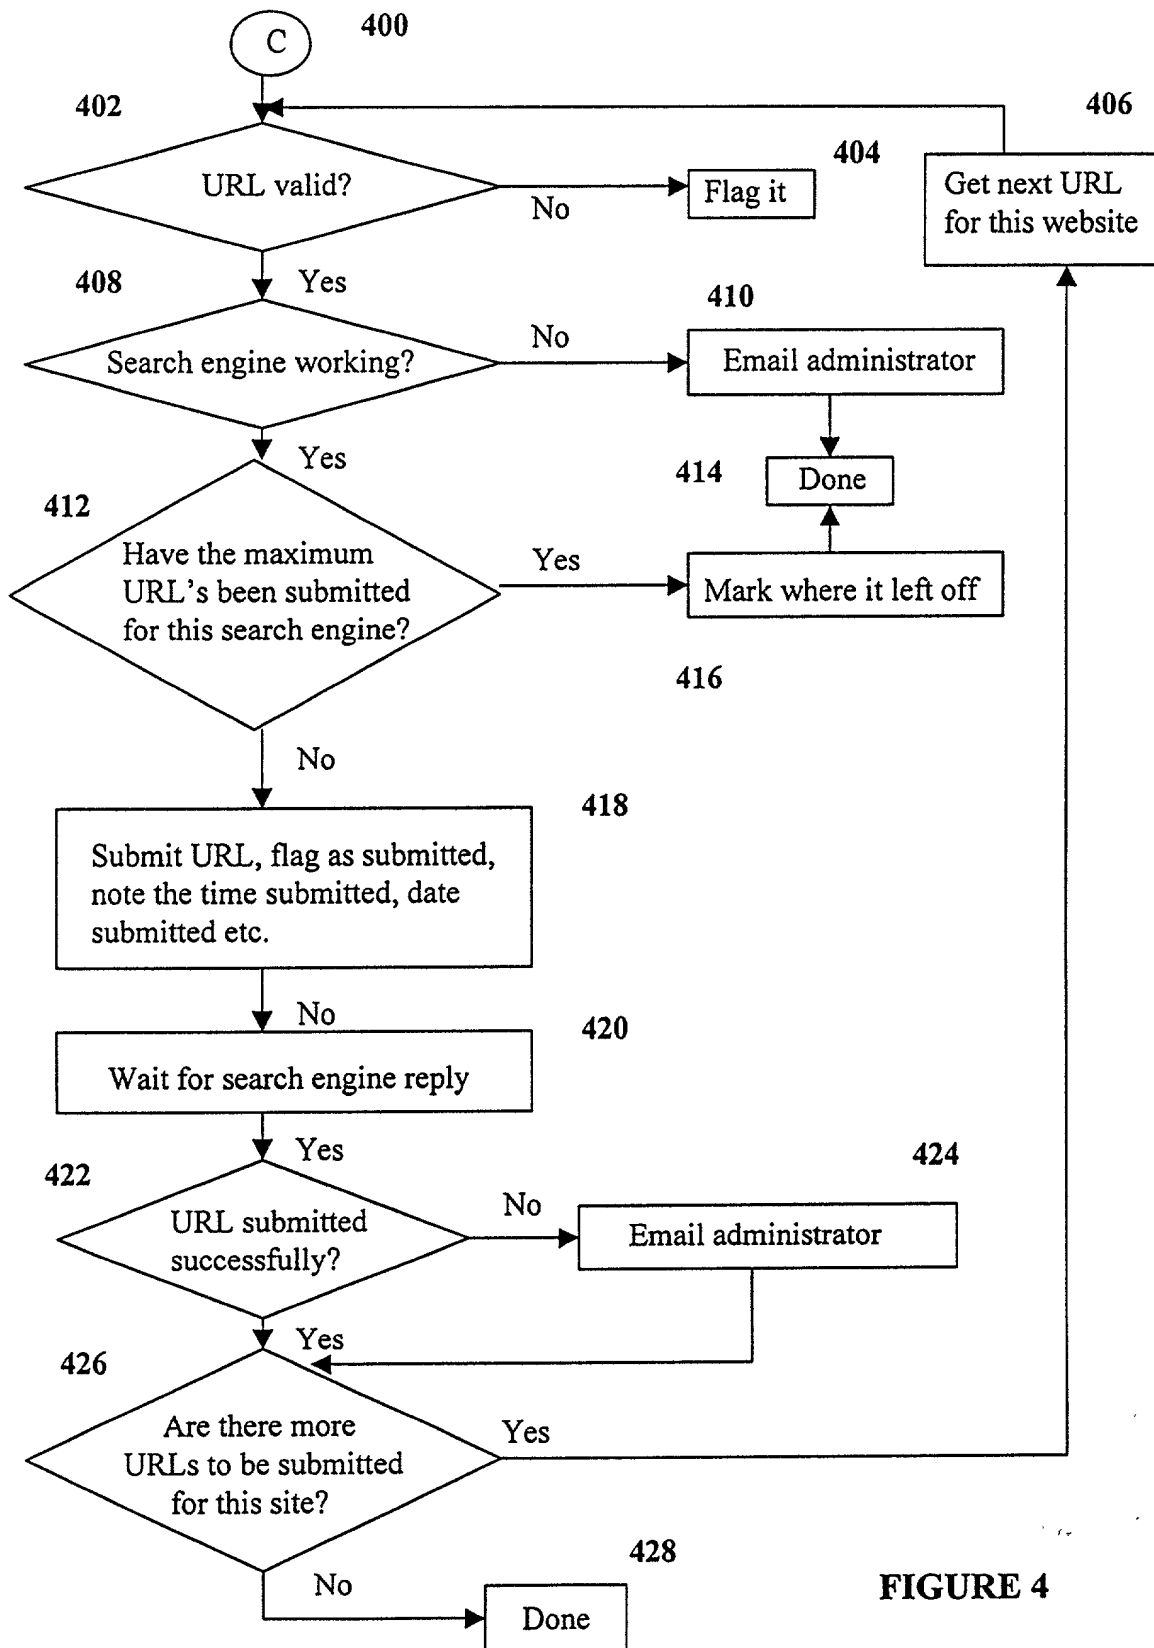 C
400
402
406
URL valid?
No
404
Flag it
Get next URL
for this website
408
Yes
410
Search engine working?
No
Email administrator
Yes
414
Done
412
Have the maximum
URL's been submitted
for this search engine?
Yes
Mark where it left off
416
No
418
Submit URL, flag as submitted,
note the time submitted, date
submitted etc.
No
420
Wait for search engine reply
Yes
422
424
URL submitted
successfully?
No
Email administrator
Yes
426
Are there more
URLs to be submitted
for this site?
Yes
428
No
Done
FIGURE 4